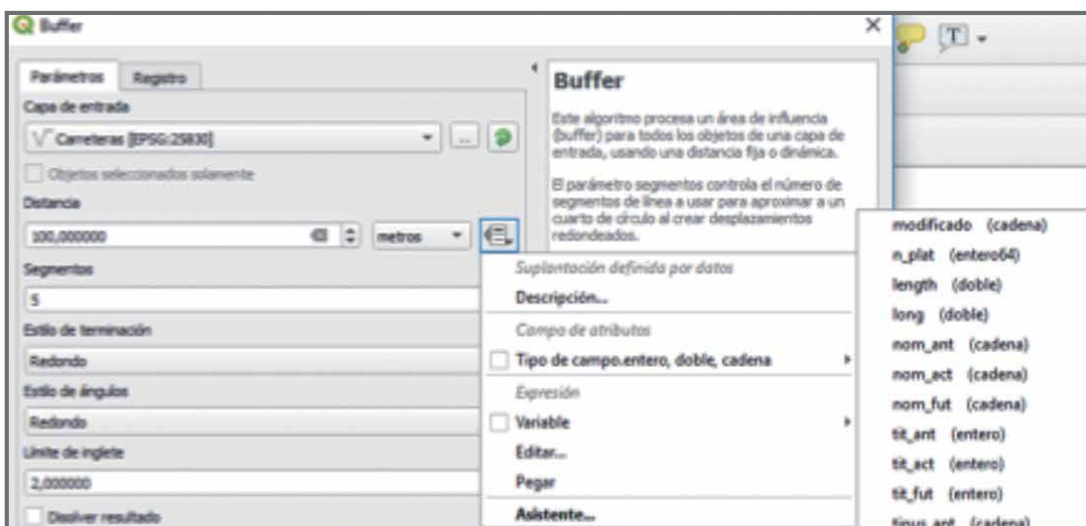 Buffer
Parámetros Registro
Capa de entrada
Carreteras [EPSG:25830]
...
Objetos seleccionados solamente
Distancia
100,000000 metros
Segmentos
5
Estilo de terminación
Redondo
Estilo de ángulos
Redondo
Límite de inglete
2,000000
Disolver resultado
Buffer
Este algoritmo procesa un área de influencia
(buffer) para todos los objetos de una capa de
entrada, usando una distancia fija o dinámica.
El parámetro segmentos controla el número de
segmentos de línea a usar para aproximar a un
cuarto de círculo al crear desplazamientos
redondeados.
Suplantación definida por datos
Descripción...
Campo de atributos
Tipo de campo.entero, doble, cadena
Expresión
Variable
Editar...
Pegar
Asistente...
T
modificado (cadena)
n_plat (entero64)
length (doble)
long (doble)
nom_ant (cadena)
nom_act (cadena)
nom_fut (cadena)
tit_ant (entero)
tit_act (entero)
tit_fut (entero)
tipus_ant (cadena)